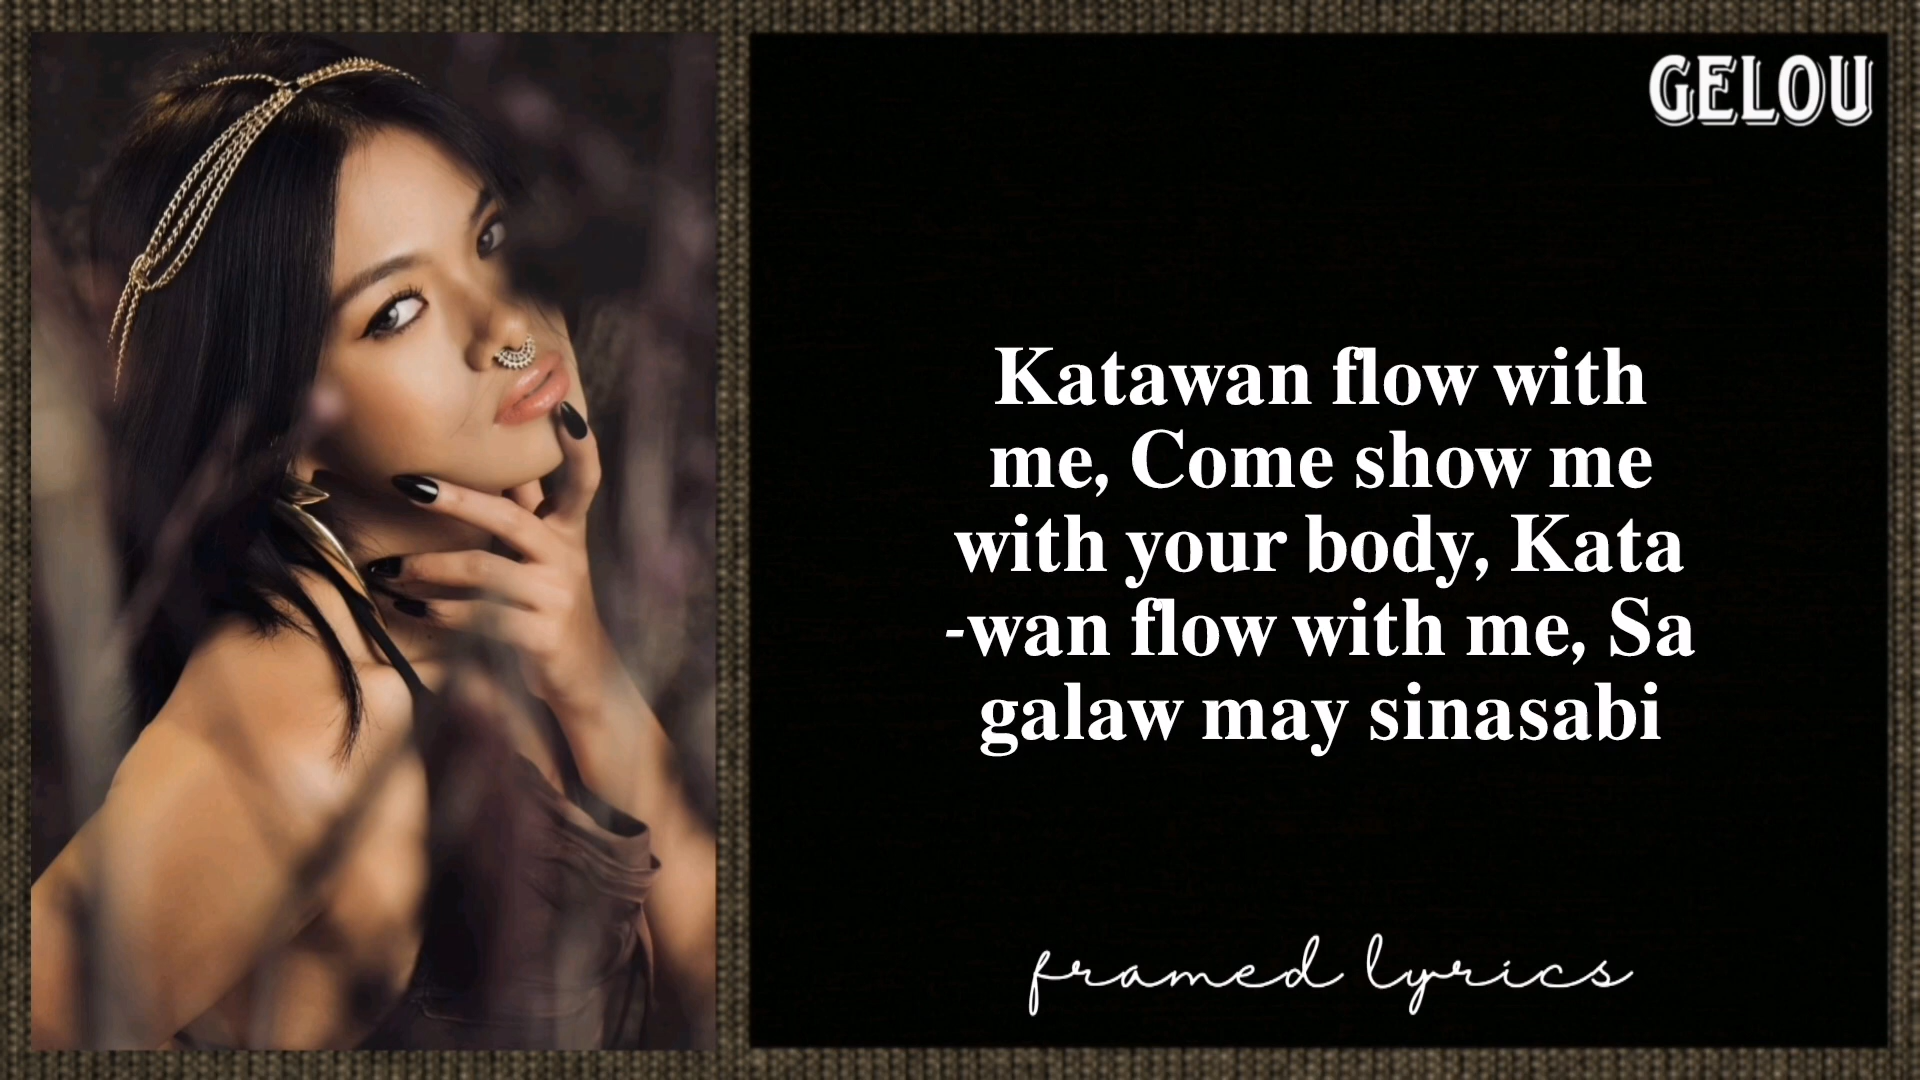 GELOU
Katawan flow with
me, Come show me
with your body, Kata
-wan flow with me, Sa
galaw may sinasabi
framed lyrics